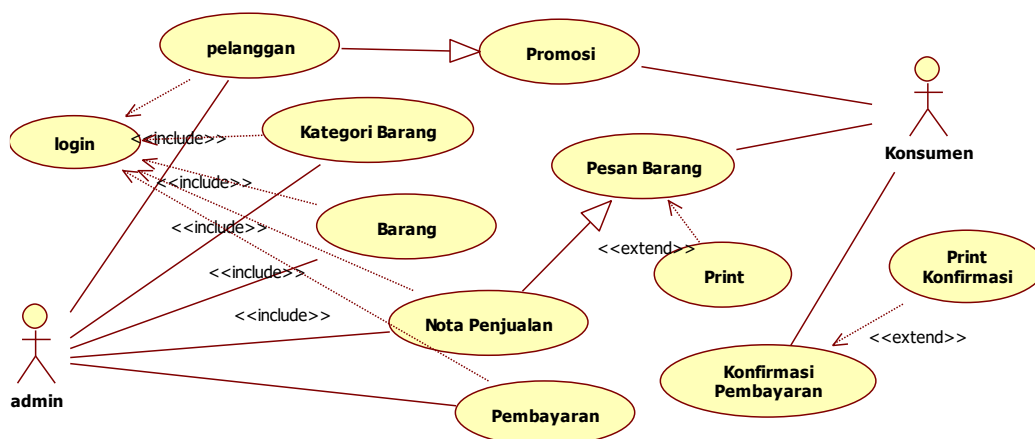 pelanggan
Promosi
login
<<include>>
Kategori Barang
Konsumen
Pesan Barang
<<include>>
<<include>>
Barang
<<extend>>
Print
Print
Konfirmasi
<<include>>
<<include>>
Nota Penjualan
<<extend>>
Konfirmasi
Pembayaran
admin
Pembayaran